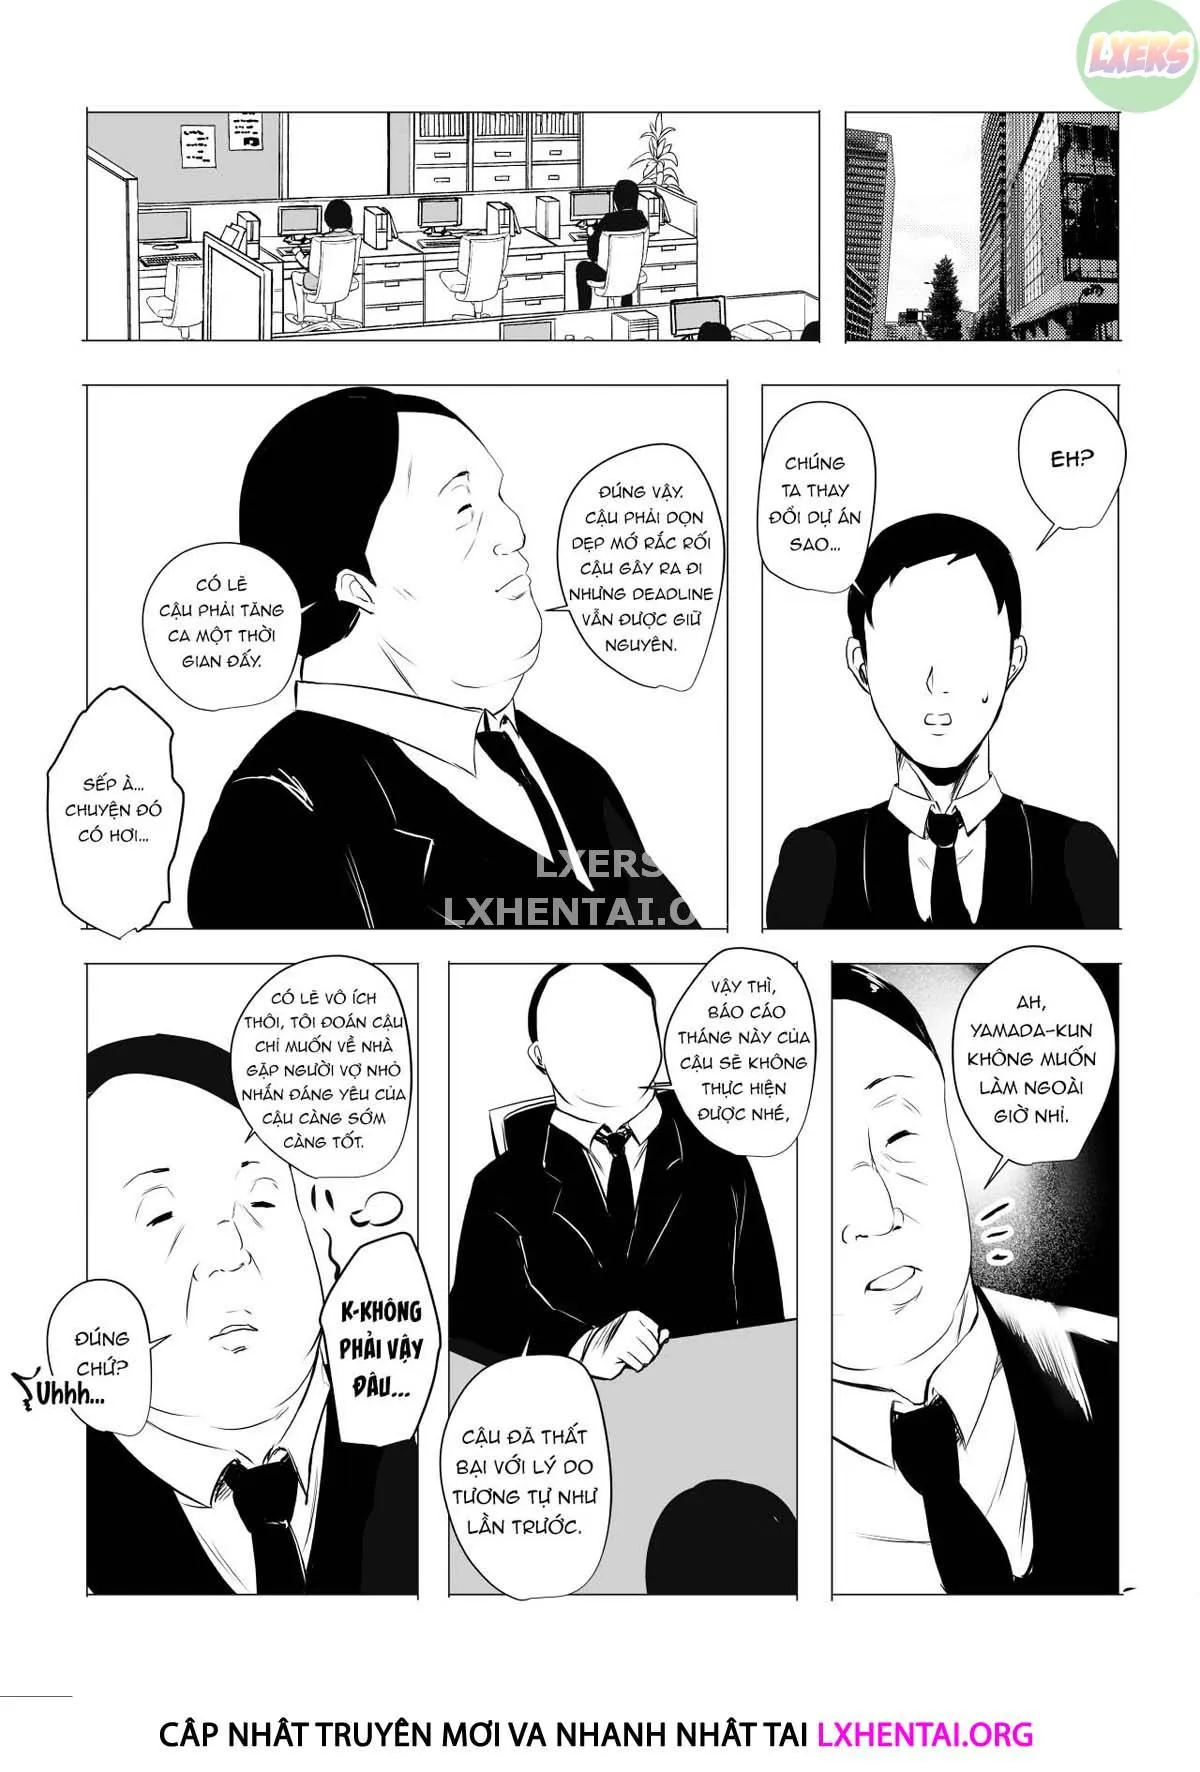 LXERS
EH?
CHÚNG
TA THAY
ĐỔI DỰ ÁN
SAO...
ĐÚNG VẬY.
CẬU PHẢI DỌN
DẸP MỚ RẮC RỐI
CẬU GÂY RA ĐI
NHƯNG DEADLINE
VẪN ĐƯỢC GIỮ
NGUYÊN.
CÓ LẼ
CẬU PHẢI TĂNG
CA MỘT THỜI
GIAN ĐẤY.
SẾP À...
CHUYỆN ĐÓ
CÓ HƠI...
LXERS
LXHENTAI.O
AH,
YAMADA-KUN
KHÔNG MUỐN
LÀM NGOÀI
GIỜ NHỈ.
VẬY THÌ,
BÁO CÁO
THÁNG NÀY CỦA
CẬU SẼ KHÔNG
THỰC HIỆN
ĐƯỢC NHÉ,
CẬU ĐÃ THẤT
BẠI VỚI LÝ DO
TƯƠNG TỰ NHƯ
LẦN TRƯỚC.
CÓ LẼ VÔ ÍCH
THÔI, TÔI ĐOÁN CẬU
CHỈ MUỐN VỀ NHÀ
GẶP NGƯỜI VỢ NHỎ
NHẮN ĐÁNG YÊU CỦA
CẬU CÀNG SỚM
CÀNG TỐT.
K-KHÔNG
PHẢI VẬY
ĐÂU...
ĐÚNG
CHỨ?
Uhhh...
CẬP NHẬT TRUYỆN MỚI VÀ NHANH NHẤT TẠI LXHENTAI.ORG